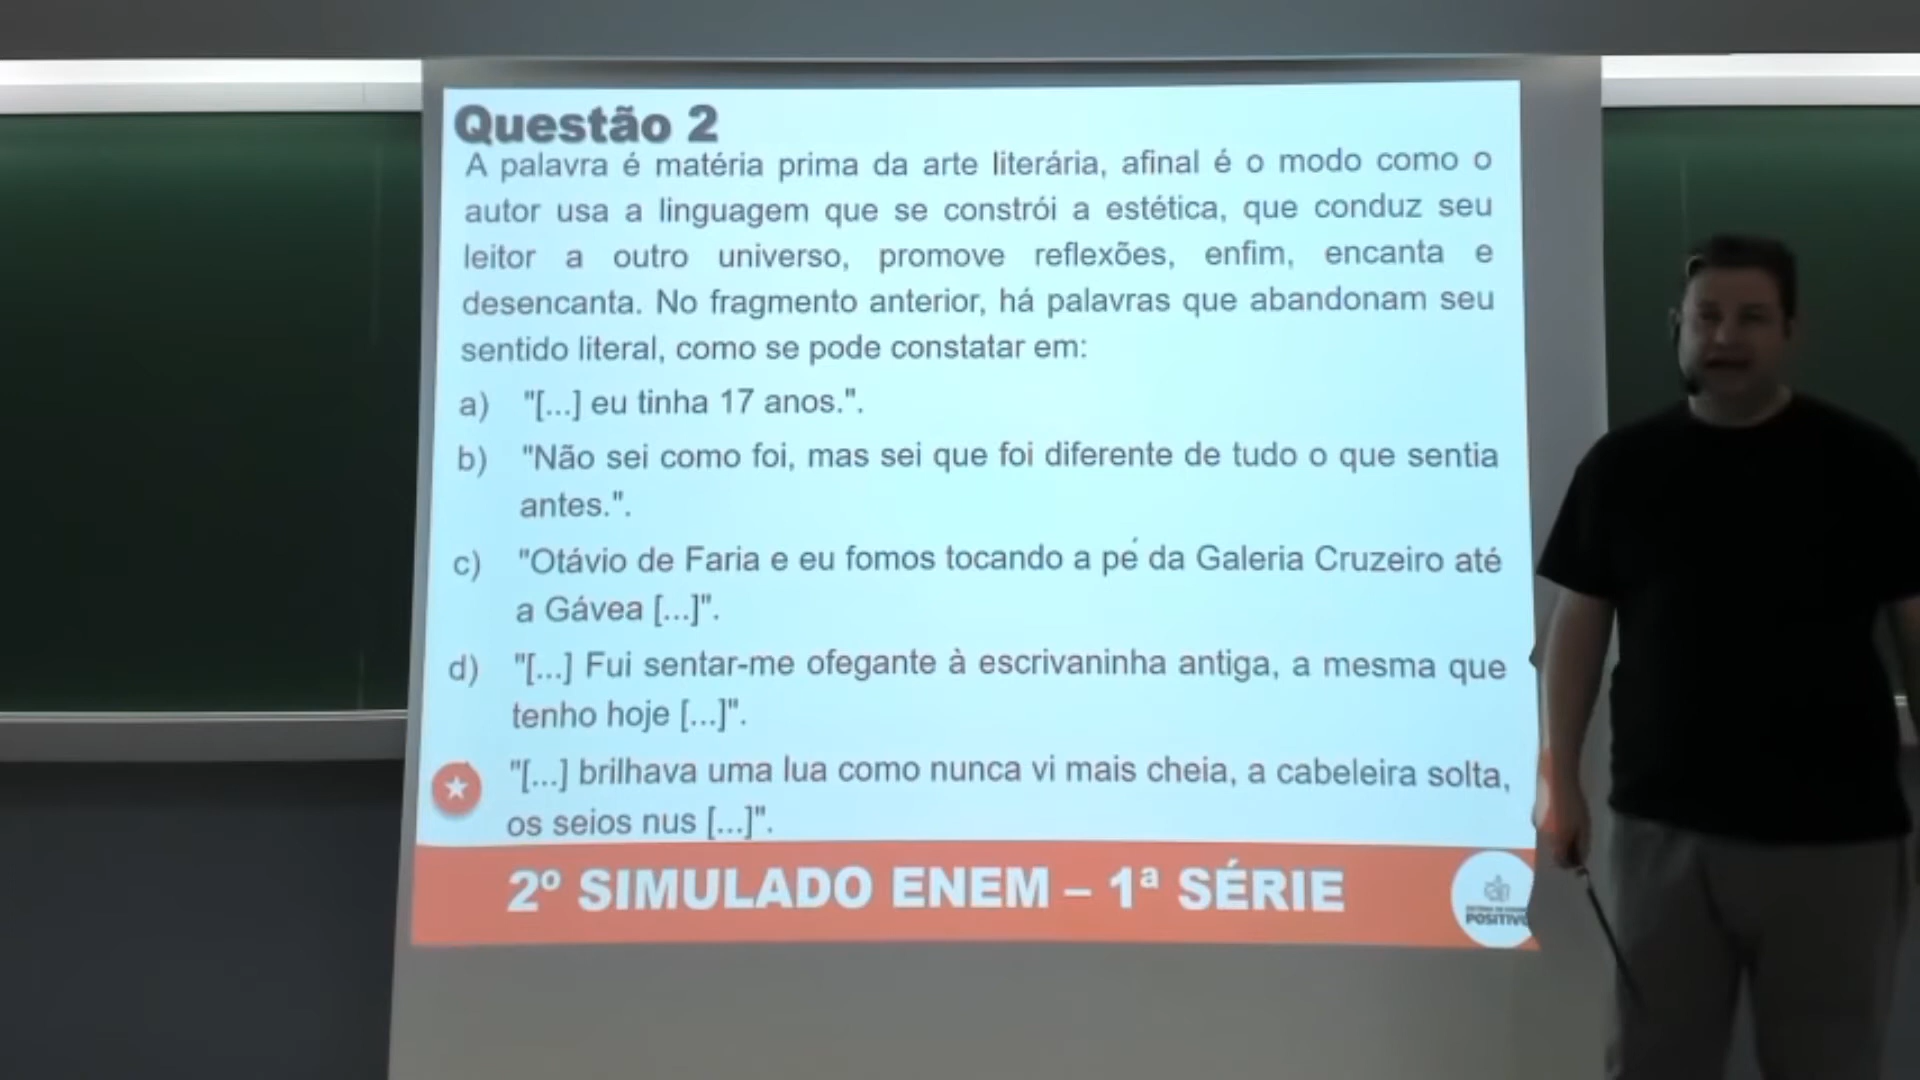 Questão 2
A palavra é matéria prima da arte literária, afinal é o modo como o
autor usa a linguagem que se constrói a estética, que conduz seu
leitor a outro universo, promove reflexões, enfim, encanta e
desencanta. No fragmento anterior, há palavras que abandonam seu
sentido literal, como se pode constatar em:
a) "[...] eu tinha 17 anos.".
b) "Não sei como foi, mas sei que foi diferente de tudo o que sentia
antes.".
c) "Otávio de Faria e eu fomos tocando a pé da Galeria Cruzeiro até
a Gávea [...]".
d) "[...] Fui sentar-me ofegante à escrivaninha antiga, a mesma que
tenho hoje [...]".
"[...] brilhava uma lua como nunca vi mais cheia, a cabeleira solta,
os seios nus [...]".
2º SIMULADO ENEM – 1ª SÉRIE
POSITIVO